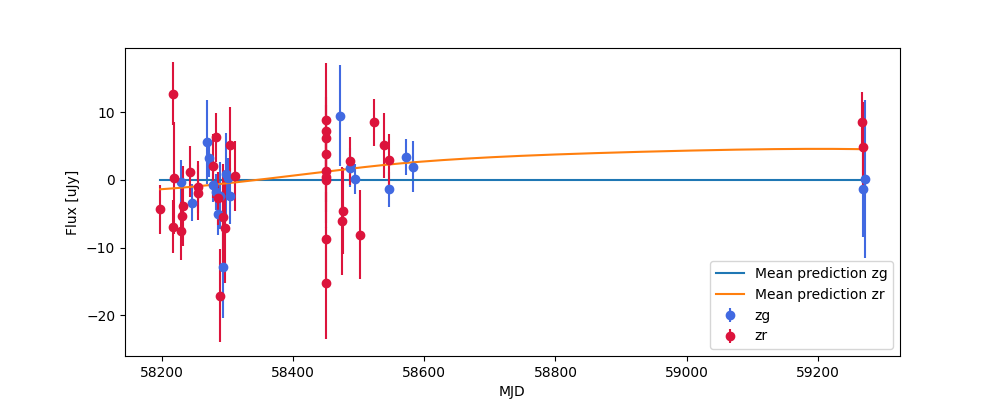 10
0
−10
−20
Flux [uJy]
58200 58400 58600 58800 59000 59200
MJD
Mean prediction zg
Mean prediction zr
zg
zr